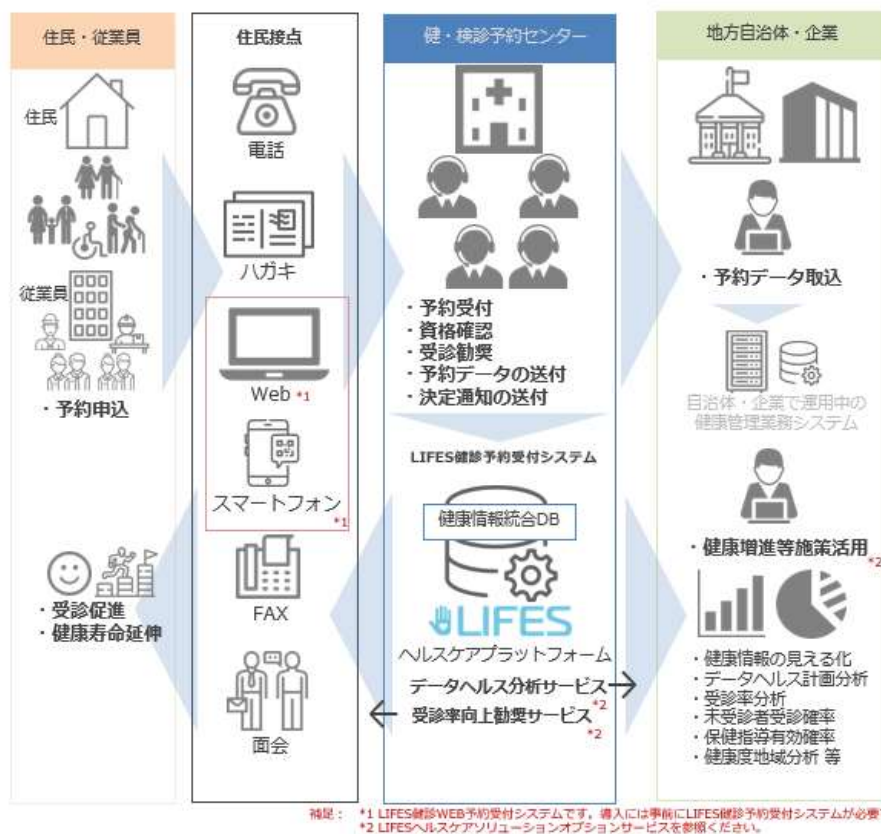 住民・従業員
住民
従業員
・予約申込
・受診促進
・健康寿命延伸
住民接点
電話
ハガキ
Web *1
スマートフォン
*1
FAX
面会
健・検診予約センター
・予約受付
・資格確認
・受診勧奨
・予約データの送付
・決定通知の送付
LIFES健診予約受付システム
健康情報統合DB
LIFES
ヘルスケアプラットフォーム
データヘルス分析サービス
*2
受診率向上勧奨サービス
*2
地方自治体・企業
・予約データ取込
自治体・企業で運用中の
健康管理業務システム
・健康増進等施策活用
*2
・健康情報の見える化
・データヘルス計画分析
・受診率分析
・未受診者受診確率
・保健指導有効確率
・健康度地域分析 等
補足： *1 LIFES健診WEB予約受付システムです。導入には事前にLIFES健診予約受付システムが必要
*2 LIFESヘルスケアソリューションオプションサービスを参照ください。